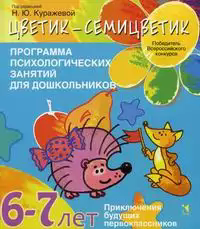 Под редакцией
Н. Ю. Куражевой
ЦВЕТИК-СЕМИЦВЕТИК
Победитель
Всероссийского
конкурса
ПРОГРАММА
ПСИХОЛОГИЧЕСКИХ
ЗАНЯТИЙ
ДЛЯ ДОШКОЛЬНИКОВ
6-7 лет
Приключения
будущих
первоклассников